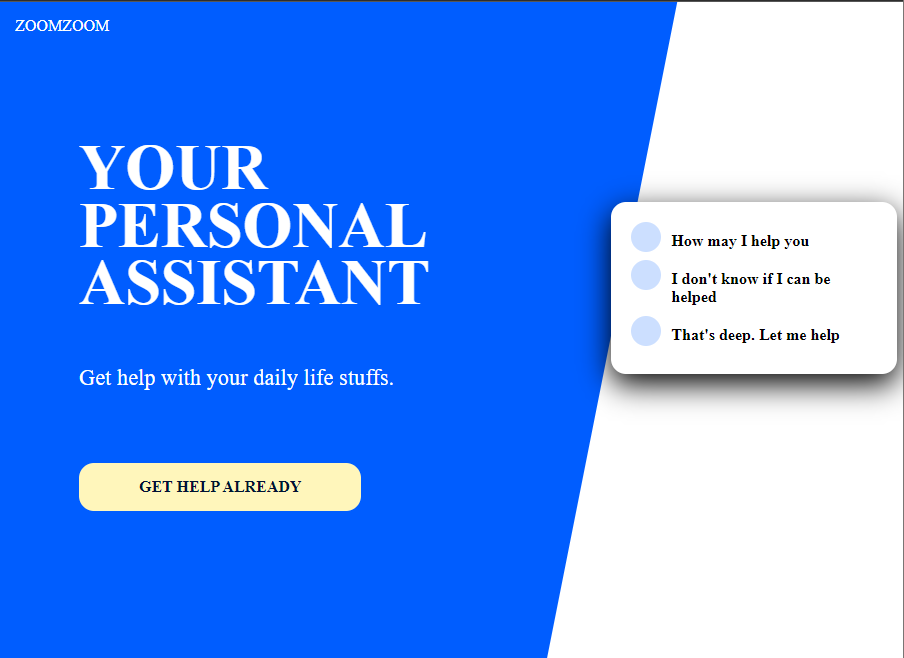 ZOOMZOOM
YOUR
PERSONAL
ASSISTANT
Get help with your daily life stuffs.
GET HELP ALREADY
How may I help you
I don't know if I can be
helped
That's deep. Let me help